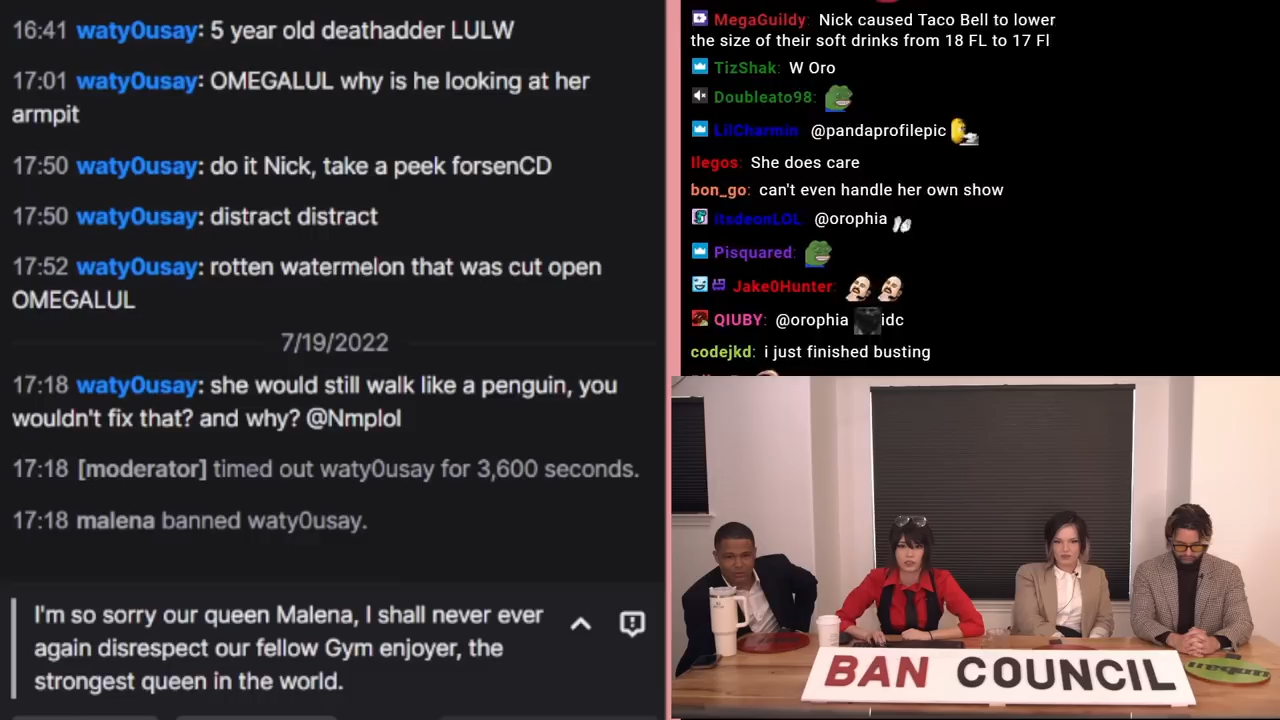 16:41 waty0usay: 5 year old deathadder LULW
17:01 waty0usay: OMEGALUL why is he looking at her
armpit
17:50 waty0usay: do it Nick, take a peek forsenCD
17:50 waty0usay: distract distract
17:52 waty0usay: rotten watermelon that was cut open
OMEGALUL
7/19/2022
17:18 waty0usay: she would still walk like a penguin, you
wouldn't fix that? and why? @Nmplol
17:18 [moderator] timed out waty0usay for 3,600 seconds.
17:18 malena banned waty0usay.
I'm so sorry our queen Malena, I shall never ever
again disrespect our fellow Gym enjoyer, the
strongest queen in the world.
MegaGuildy: Nick caused Taco Bell to lower
the size of their soft drinks from 18 FL to 17 Fl
TizShak: W Oro
Doubleato98:
LilCharmin @pandaprofilepic
llegos: She does care
bon_go: can't even handle her own show
itsdeonLOL @orophia
Pisquared:
Jake0Hunter:
QIUBY: @orophia idc
codejkd: i just finished busting
BAN COUNCIL